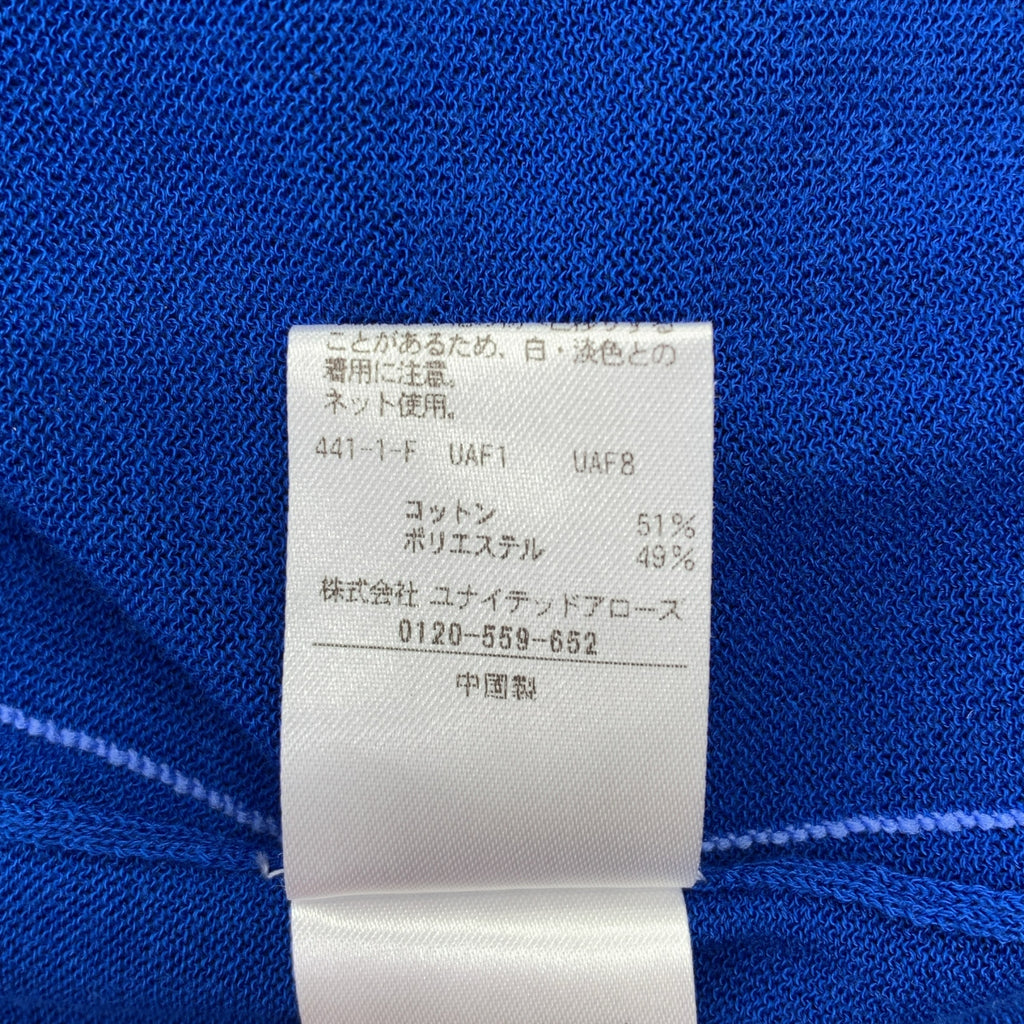 ことがあるため、白・淡色との
着用に注意。
ネット使用。
441-1-F UAF1 UAF8
コットン 51%
ポリエステル 49%
株式会社 ユナイテッドアローズ
0120-559-652
中国製